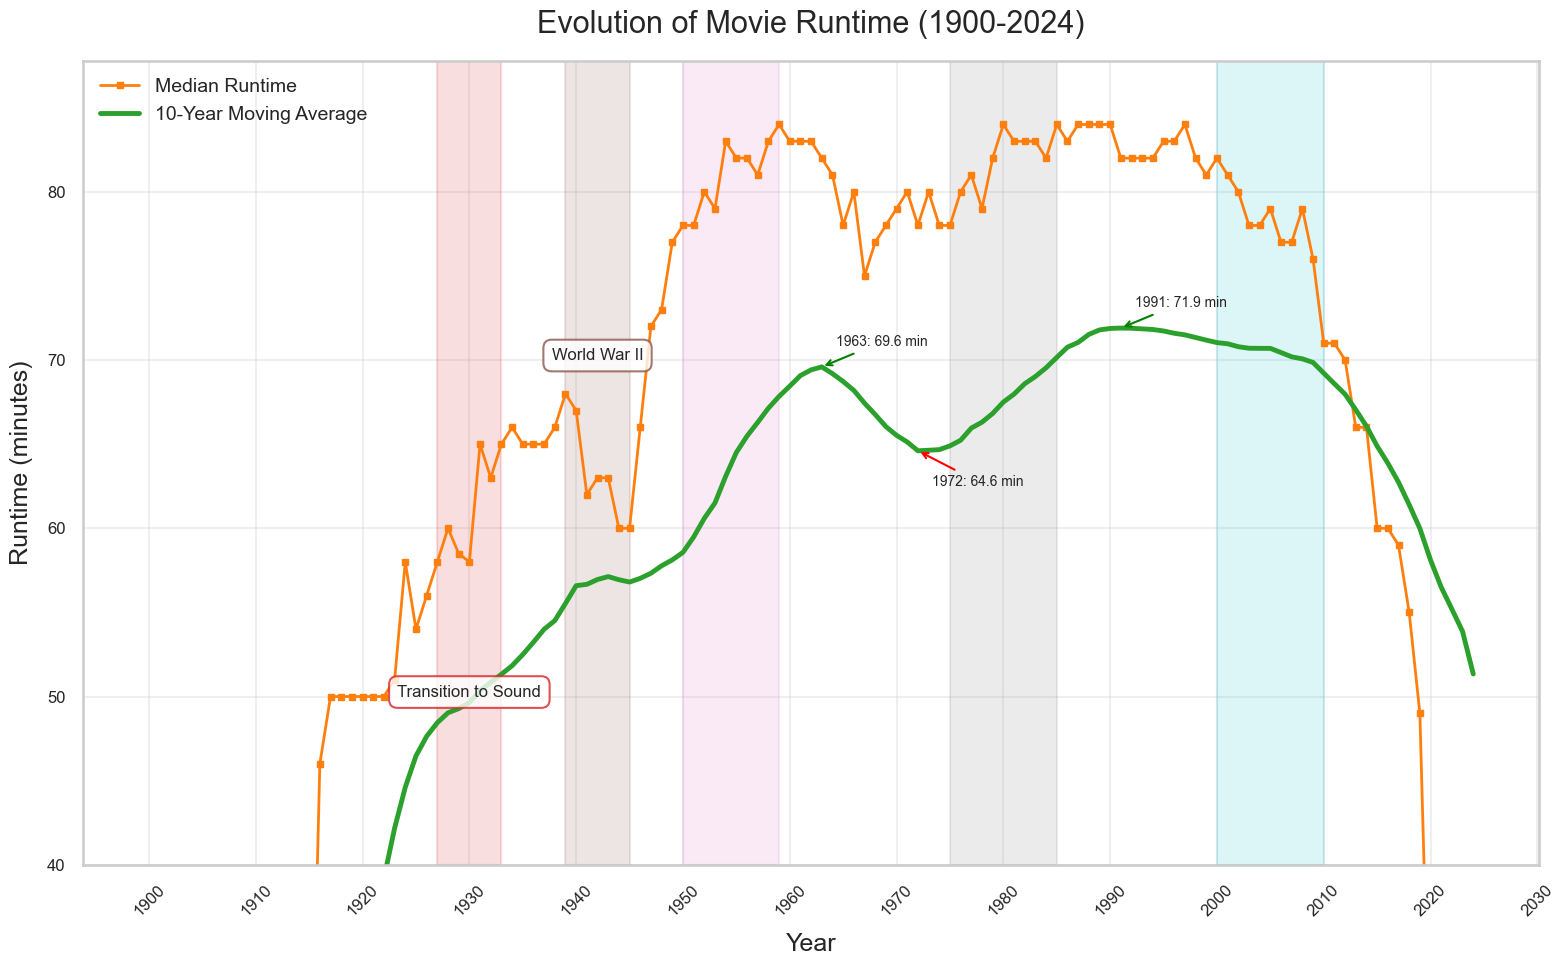 Evolution of Movie Runtime (1900-2024)
Median Runtime
10-Year Moving Average
Runtime (minutes)
80
70
60
50
40
1991: 71.9 min
1963: 69.6 min
World War II
1972: 64.6 min
Transition to Sound
1900
1910
1920
1930
1940
1950
1960
1970
1980
1990
2000
2010
2020
2030
Year